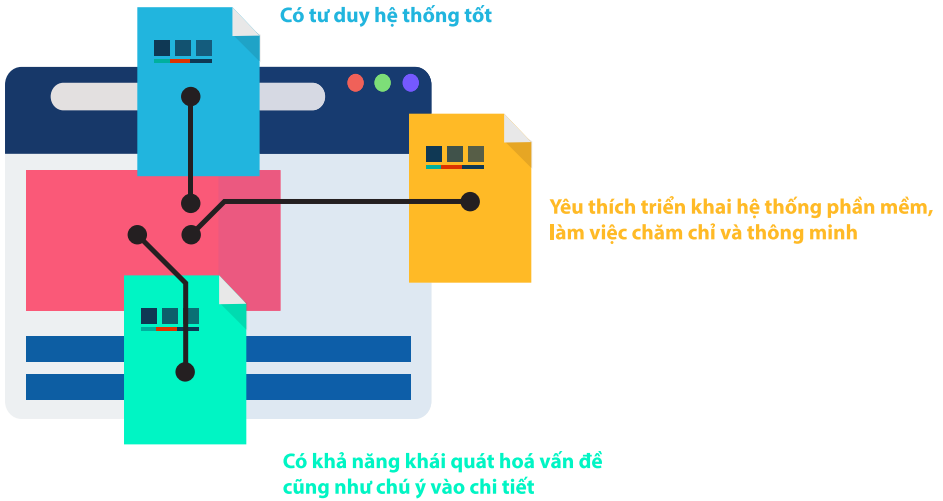 Có tư duy hệ thống tốt
Yêu thích triển khai hệ thống phần mềm,
làm việc chăm chỉ và thông minh
Có khả năng khái quát hoá vấn đề
cũng như chú ý vào chi tiết